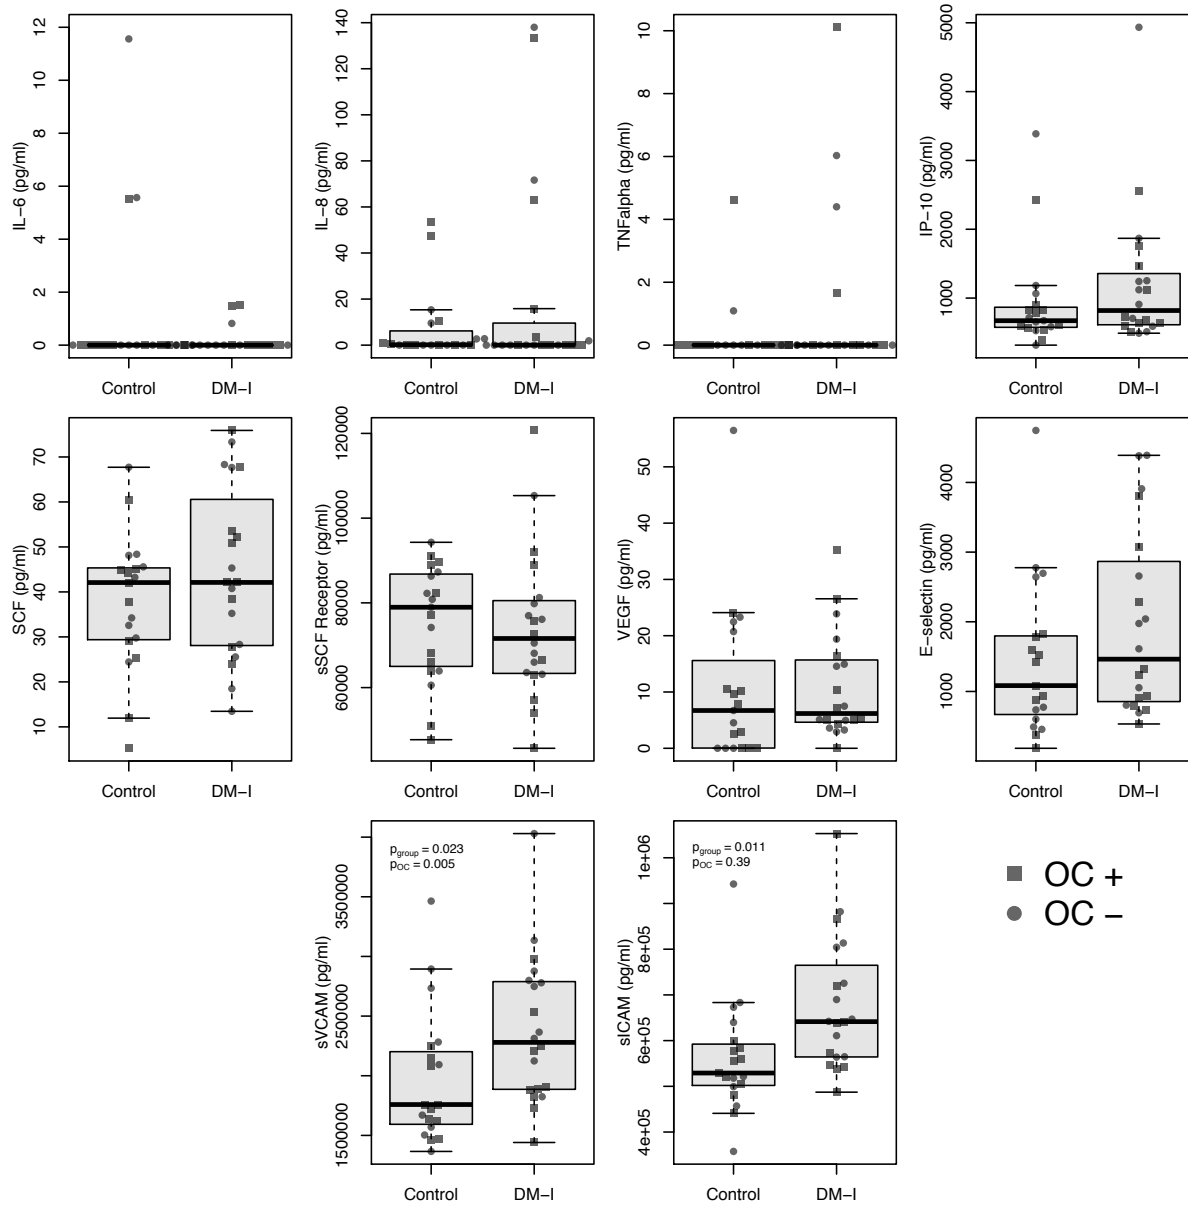 IL−6 (pg/ml)
0 2 4 6 8 10 12
Control DM−I
IL−8 (pg/ml)
0 20 40 60 80 100 120 140
Control DM−I
TNFalpha (pg/ml)
0 2 4 6 8 10
Control DM−I
IP−10 (pg/ml)
1000 2000 3000 4000 5000
Control DM−I
SCF (pg/ml)
10 20 30 40 50 60 70
Control DM−I
sSCF Receptor (pg/ml)
60000 80000 100000 120000
Control DM−I
VEGF (pg/ml)
0 10 20 30 40 50
Control DM−I
E−selectin (pg/ml)
1000 2000 3000 4000
Control DM−I
sVCAM (pg/ml)
1500000 2500000 3500000
pgroup = 0.023
pOC = 0.005
Control DM−I
sICAM (pg/ml)
4e+05 6e+05 8e+05 1e+06
pgroup = 0.011
pOC = 0.39
Control DM−I
OC +
OC −